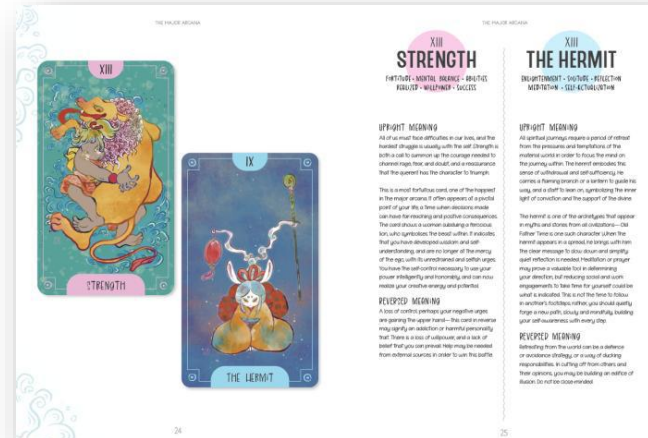 THE MAJOR ARCANA
XIII
STRENGTH
IX
THE HERMIT
24
THE MAJOR ARCANA
XIII
STRENGTH
FORTITUDE • MENTAL BALANCE • ABILITIES
REALIZED • WILLPOWER • SUCCESS
UPRIGHT MEANING
All of us must face difficulties in our lives, and the
hardest struggle is usually with the self. Strength is
both a call to summon up the courage needed to
channel rage, fear, and doubt, and a reassurance
that the querent has the character to triumph.
This is a most fortuitous card, one of the happiest
in the major arcana. It often appears at a pivotal
point of your life, a time when decisions made
can have far-reaching and positive consequences.
The card shows a woman subduing a ferocious
lion, who symbolizes the beast within. It indicates
that you have developed wisdom and self-
understanding, and are no longer at the mercy
of the ego, with its unrestrained and selfish urges.
You have the self-control necessary to use your
power intelligently and honorably, and can now
realize your creative energy and potential.
REVERSED MEANING
A loss of control; perhaps your negative urges
are gaining the upper hand—This card in reverse
may signify an addiction or harmful personality
trait. There is a loss of willpower, and a lack of
belief that you can prevail. Help may be needed
from external sources in order to win this battle.
XIII
THE HERMIT
ENLIGHTENMENT • SOLITUDE • REFLECTION
MEDITATION • SELF-ACTUALIZATION
UPRIGHT MEANING
All spiritual journeys require a period of retreat
from the pressures and temptations of the
material world in order to focus the mind on
the journey within. The hermit embodies this
sense of withdrawal and self-sufficiency. He
carries a flaming branch or a lantern to guide his
way, and a staff to lean on, symbolizing the inner
light of conviction and the support of the divine.
The hermit is one of the archetypes that appear
in myths and stories from all civilizations—Old
Father Time is one such character. When the
hermit appears in a spread, he brings with him
the clear message to slow down and simplify;
quiet reflection is needed. Meditation or prayer
may prove a valuable tool in determining
your direction, but reducing social and work
engagements to take time for yourself could be
what is indicated. This is not the time to follow
in another's footsteps; rather, you should quietly
forge a new path, slowly and mindfully, building
your self-awareness with every step.
REVERSED MEANING
Retreating from the world can be a defence
or avoidance strategy, or a way of ducking
responsibilities. In cutting off from others and
their opinions, you may be building an edifice of
illusion. Do not be close-minded.
25